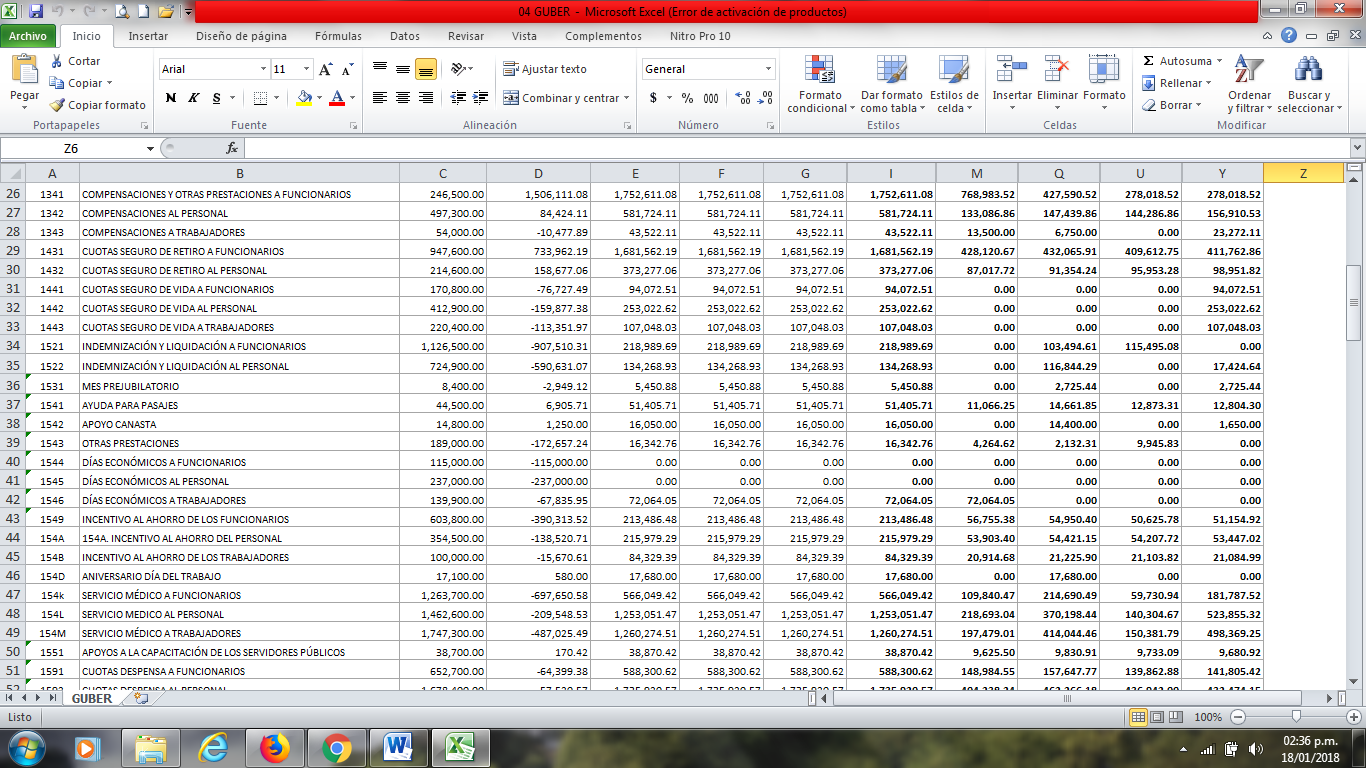 04 GUBER - Microsoft Excel (Error de activación de productos)
Archivo Inicio Insertar Diseño de página Fórmulas Datos Revisar Vista Complementos Nitro Pro 10
Pegar Cortar Copiar Copiar formato Portapapeles
Arial 11 N K S Fuente
Ajustar texto Combinar y centrar Alineación
General $ % 000 Número
Formato condicional Dar formato como tabla Estilos de celda Estilos
Insertar Eliminar Formato Celdas
Autosuma Rellenar Borrar Ordenar y filtrar Buscar y seleccionar Modificar
Z6 fx
A B C D E F G I M Q U Y Z
26 1341 COMPENSACIONES Y OTRAS PRESTACIONES A FUNCIONARIOS 246,500.00 1,506,111.08 1,752,611.08 1,752,611.08 1,752,611.08 1,752,611.08 768,983.52 427,590.52 278,018.52 278,018.52
27 1342 COMPENSACIONES AL PERSONAL 497,300.00 84,424.11 581,724.11 581,724.11 581,724.11 581,724.11 133,086.86 147,439.86 144,286.86 156,910.53
28 1343 COMPENSACIONES A TRABAJADORES 54,000.00 -10,477.89 43,522.11 43,522.11 43,522.11 43,522.11 13,500.00 6,750.00 0.00 23,272.11
29 1431 CUOTAS SEGURO DE RETIRO A FUNCIONARIOS 947,600.00 733,962.19 1,681,562.19 1,681,562.19 1,681,562.19 1,681,562.19 428,120.67 432,065.91 409,612.75 411,762.86
30 1432 CUOTAS SEGURO DE RETIRO AL PERSONAL 214,600.00 158,677.06 373,277.06 373,277.06 373,277.06 373,277.06 87,017.72 91,354.24 95,953.28 98,951.82
31 1441 CUOTAS SEGURO DE VIDA A FUNCIONARIOS 170,800.00 -76,727.49 94,072.51 94,072.51 94,072.51 94,072.51 0.00 0.00 0.00 94,072.51
32 1442 CUOTAS SEGURO DE VIDA AL PERSONAL 412,900.00 -159,877.38 253,022.62 253,022.62 253,022.62 253,022.62 0.00 0.00 0.00 253,022.62
33 1443 CUOTAS SEGURO DE VIDA A TRABAJADORES 220,400.00 -113,351.97 107,048.03 107,048.03 107,048.03 107,048.03 0.00 0.00 0.00 107,048.03
34 1521 INDEMNIZACIÓN Y LIQUIDACIÓN A FUNCIONARIOS 1,126,500.00 -907,510.31 218,989.69 218,989.69 218,989.69 218,989.69 0.00 103,494.61 115,495.08 0.00
35 1522 INDEMNIZACIÓN Y LIQUIDACIÓN AL PERSONAL 724,900.00 -590,631.07 134,268.93 134,268.93 134,268.93 134,268.93 0.00 116,844.29 0.00 17,424.64
36 1531 MES PREJUBILATORIO 8,400.00 -2,949.12 5,450.88 5,450.88 5,450.88 5,450.88 0.00 2,725.44 0.00 2,725.44
37 1541 AYUDA PARA PASAJES 44,500.00 6,905.71 51,405.71 51,405.71 51,405.71 51,405.71 11,066.25 14,661.85 12,873.31 12,804.30
38 1542 APOYO CANASTA 14,800.00 1,250.00 16,050.00 16,050.00 16,050.00 16,050.00 0.00 14,400.00 0.00 1,650.00
39 1543 OTRAS PRESTACIONES 189,000.00 -172,657.24 16,342.76 16,342.76 16,342.76 16,342.76 4,264.62 2,132.31 9,945.83 0.00
40 1544 DÍAS ECONÓMICOS A FUNCIONARIOS 115,000.00 -115,000.00 0.00 0.00 0.00 0.00 0.00 0.00 0.00 0.00
41 1545 DÍAS ECONÓMICOS AL PERSONAL 237,000.00 -237,000.00 0.00 0.00 0.00 0.00 0.00 0.00 0.00 0.00
42 1546 DÍAS ECONÓMICOS A TRABAJADORES 139,900.00 -67,835.95 72,064.05 72,064.05 72,064.05 72,064.05 72,064.05 0.00 0.00 0.00
43 1549 INCENTIVO AL AHORRO DE LOS FUNCIONARIOS 603,800.00 -390,313.52 213,486.48 213,486.48 213,486.48 213,486.48 56,755.38 54,950.40 50,625.78 51,154.92
44 154A 154A. INCENTIVO AL AHORRO DEL PERSONAL 354,500.00 -138,520.71 215,979.29 215,979.29 215,979.29 215,979.29 53,903.40 54,421.15 54,207.72 53,447.02
45 154B INCENTIVO AL AHORRO DE LOS TRABAJADORES 100,000.00 -15,670.61 84,329.39 84,329.39 84,329.39 84,329.39 20,914.68 21,225.90 21,103.82 21,084.99
46 154D ANIVERSARIO DÍA DEL TRABAJO 17,100.00 580.00 17,680.00 17,680.00 17,680.00 17,680.00 0.00 17,680.00 0.00 0.00
47 154k SERVICIO MÉDICO A FUNCIONARIOS 1,263,700.00 -697,650.58 566,049.42 566,049.42 566,049.42 566,049.42 109,840.47 214,690.49 59,730.94 181,787.52
48 154L SERVICIO MEDICO AL PERSONAL 1,462,600.00 -209,548.53 1,253,051.47 1,253,051.47 1,253,051.47 1,253,051.47 218,693.04 370,198.44 140,304.67 523,855.32
49 154M SERVICIO MÉDICO A TRABAJADORES 1,747,300.00 -487,025.49 1,260,274.51 1,260,274.51 1,260,274.51 1,260,274.51 197,479.01 414,044.46 150,381.79 498,369.25
50 1551 APOYOS A LA CAPACITACIÓN DE LOS SERVIDORES PÚBLICOS 38,700.00 170.42 38,870.42 38,870.42 38,870.42 38,870.42 9,625.50 9,830.91 9,733.09 9,680.92
51 1591 CUOTAS DESPENSA A FUNCIONARIOS 652,700.00 -64,399.38 588,300.62 588,300.62 588,300.62 588,300.62 148,984.55 157,647.77 139,862.88 141,805.42
CUOTAS DESPENSA AL PERSONAL
GUBER
Listo 100%
02:36 p.m.
18/01/2018